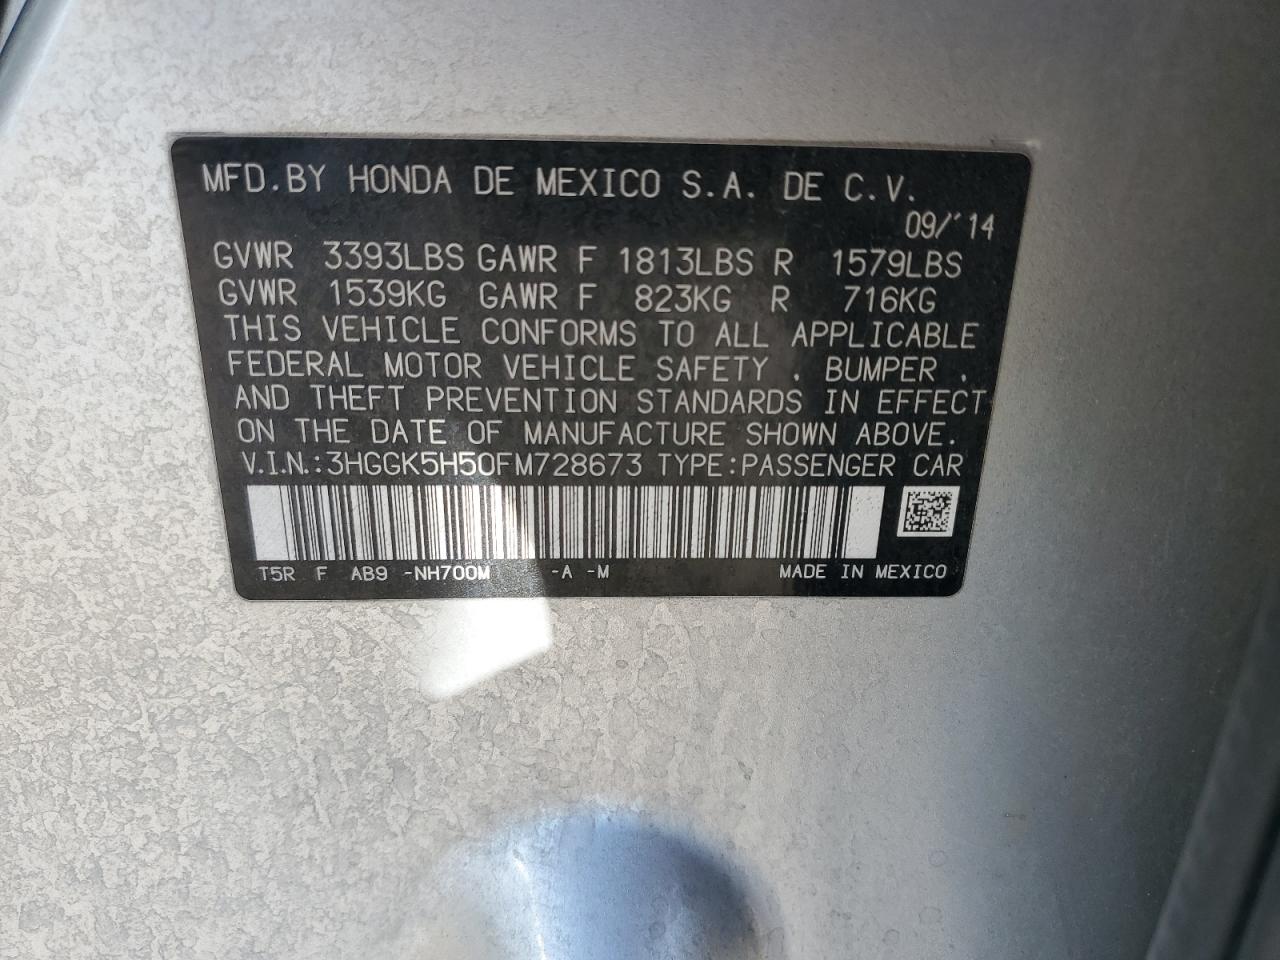 MFD.BY HONDA DE MEXICO S.A. DE C.V.
09/'14
GVWR 3393LBS GAWR F 1813LBS R 1579LBS
GVWR 1539KG GAWR F 823KG R 716KG
THIS VEHICLE CONFORMS TO ALL APPLICABLE
FEDERAL MOTOR VEHICLE SAFETY , BUMPER ,
AND THEFT PREVENTION STANDARDS IN EFFECT
ON THE DATE OF MANUFACTURE SHOWN ABOVE.
V.I.N.:3HGGK5H50FM728673 TYPE:PASSENGER CAR
T5R F AB9 -NH700M -A -M MADE IN MEXICO